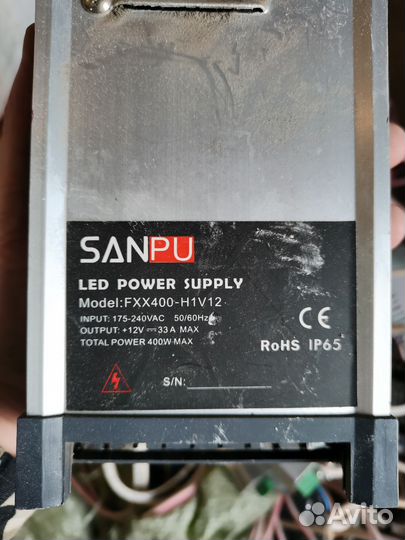 SANPU
LED POWER SUPPLY
Model:FXX400-H1V12
INPUT: 175-240VAC 50/60Hz
OUTPUT: +12V⎓33A MAX
TOTAL POWER 400W MAX
CE
RoHS IP65
S/N:
Avito